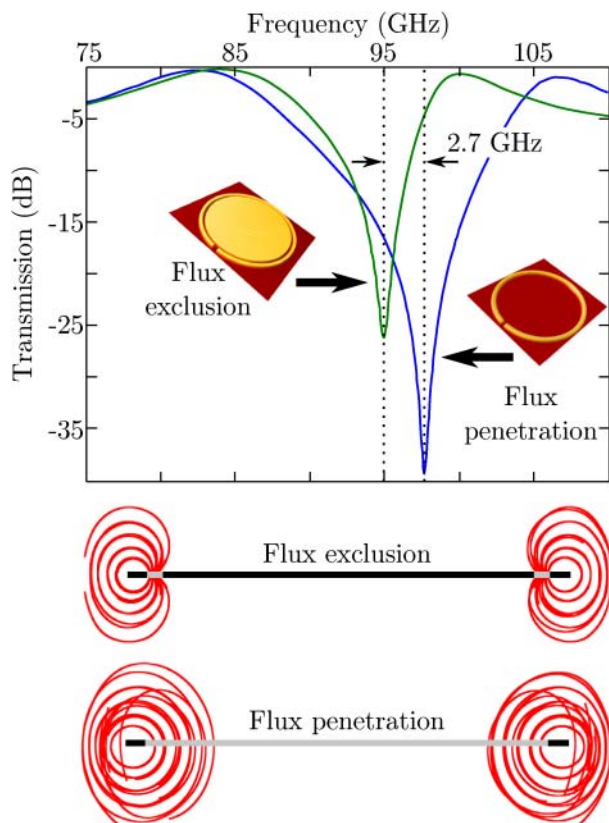 Frequency (GHz)
75 85 95 105
Transmission (dB)
-5
-15
-25
-35
2.7 GHz
Flux
exclusion
Flux
penetration
Flux exclusion
Flux penetration